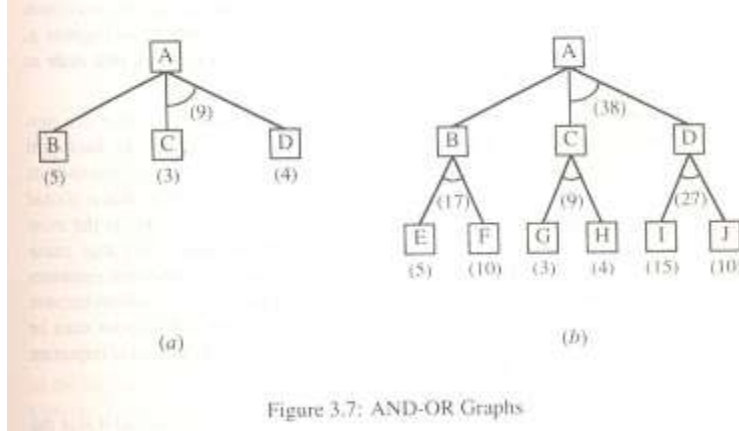 A
(9)
B C D
(5) (3) (4)
(a)
A
(38)
B C D
(17) (9) (27)
E F G H I J
(5) (10) (3) (4) (15) (10
(b)
Figure 3.7: AND-OR Graphs